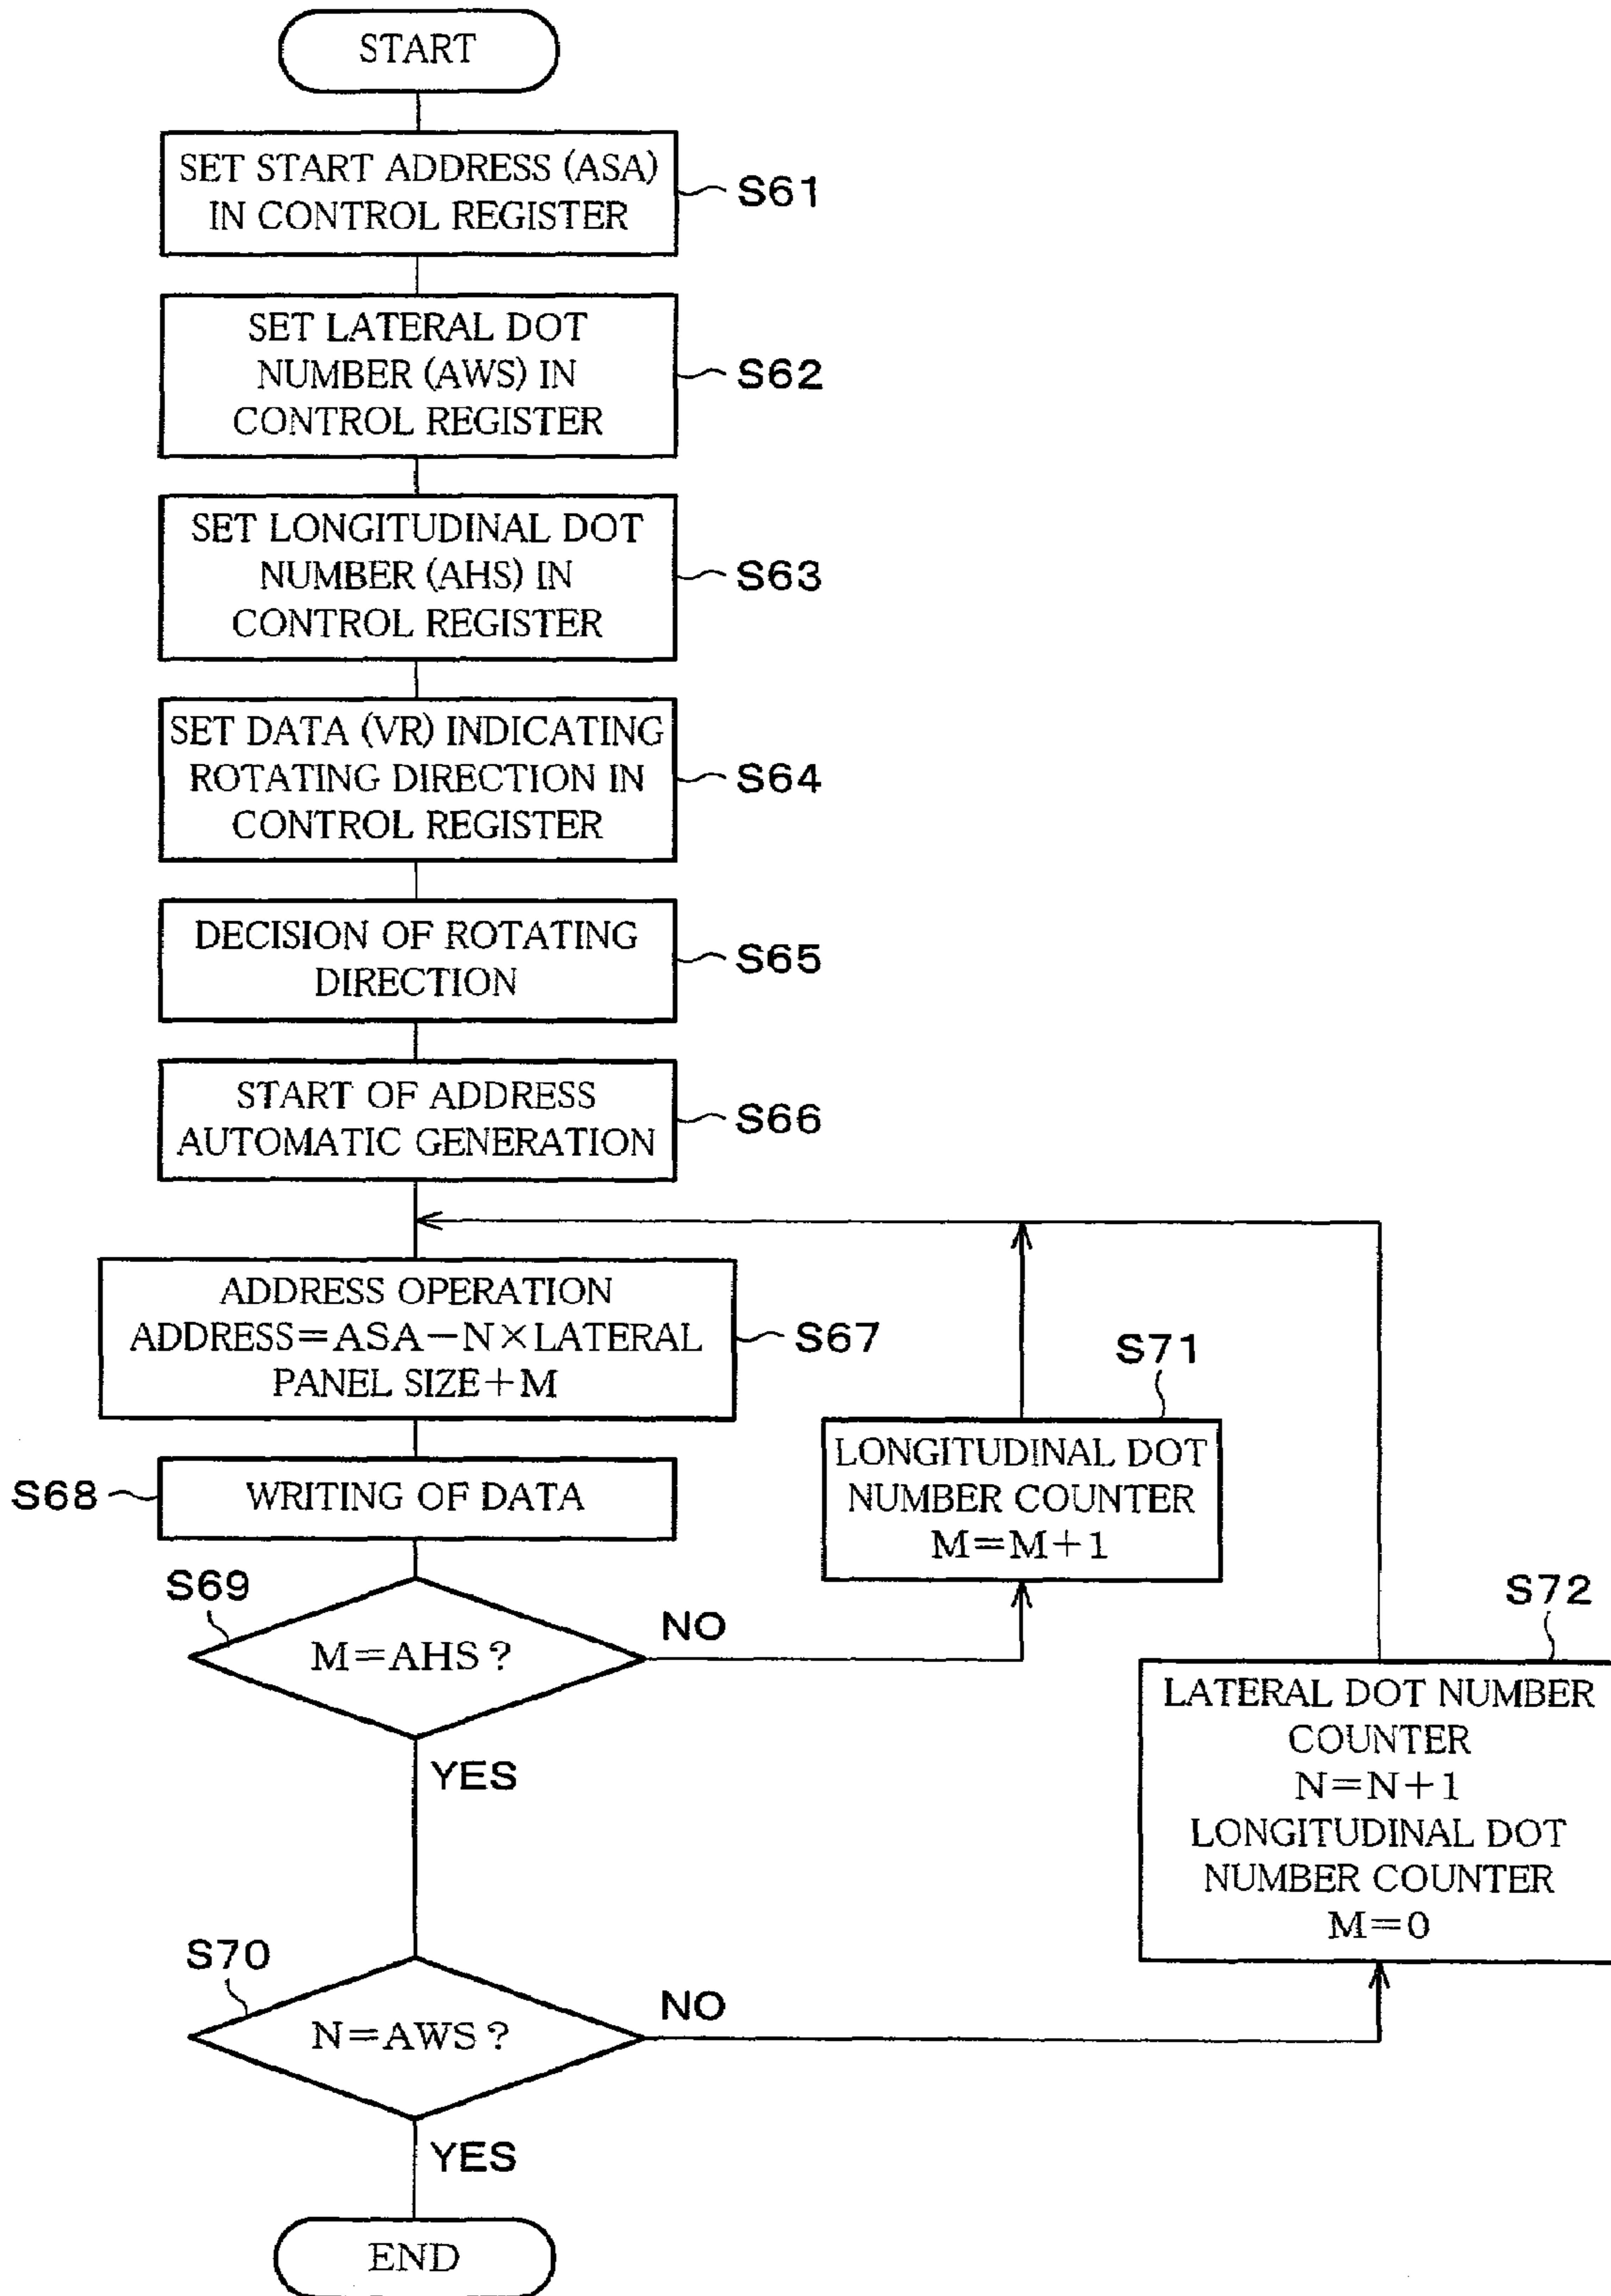 START
SET START ADDRESS (ASA)
IN CONTROL REGISTER
S61
SET LATERAL DOT
NUMBER (AWS) IN
CONTROL REGISTER
S62
SET LONGITUDINAL DOT
NUMBER (AHS) IN
CONTROL REGISTER
S63
SET DATA (VR) INDICATING
ROTATING DIRECTION IN
CONTROL REGISTER
S64
DECISION OF ROTATING
DIRECTION
S65
START OF ADDRESS
AUTOMATIC GENERATION
S66
ADDRESS OPERATION
ADDRESS=ASA−N×LATERAL
PANEL SIZE+M
S67
S68
WRITING OF DATA
S69
M=AHS?
NO
YES
S71
LONGITUDINAL DOT
NUMBER COUNTER
M=M+1
S70
N=AWS?
NO
YES
S72
LATERAL DOT NUMBER
COUNTER
N=N+1
LONGITUDINAL DOT
NUMBER COUNTER
M=0
END